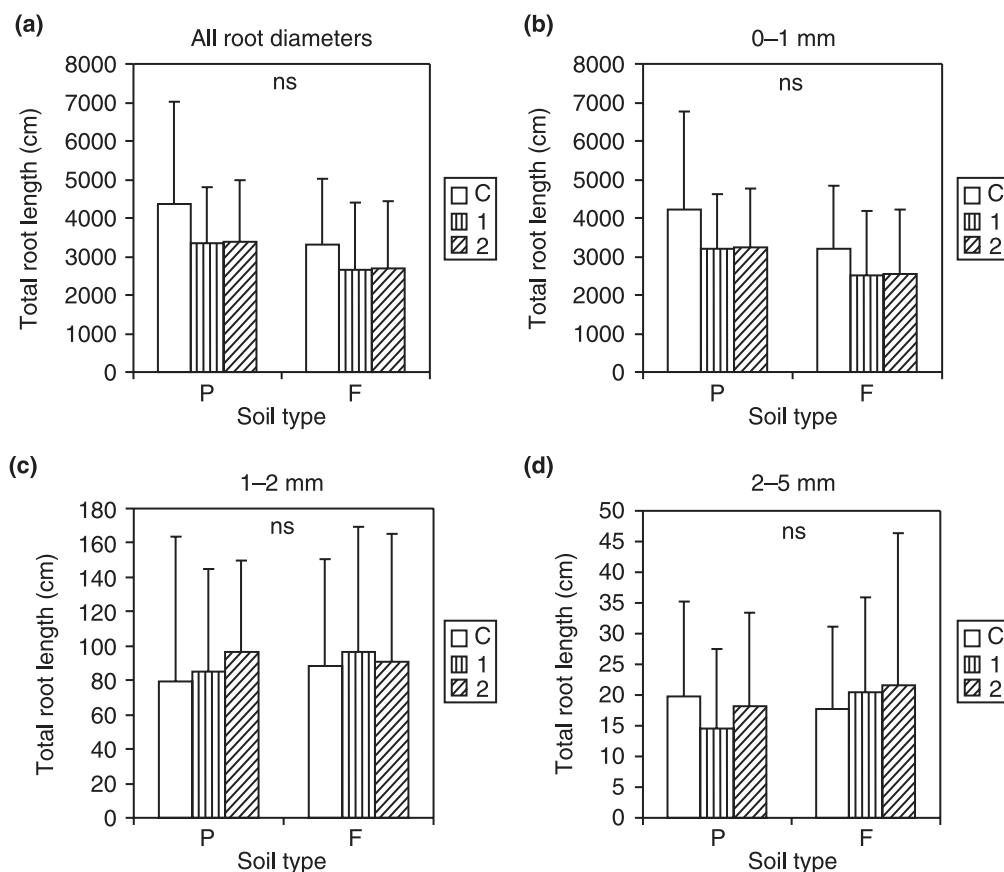 (a)
All root diameters
ns
Total root length (cm)
8000
7000
6000
5000
4000
3000
2000
1000
0
P F
Soil type
C
1
2
(b)
0–1 mm
ns
Total root length (cm)
8000
7000
6000
5000
4000
3000
2000
1000
0
P F
Soil type
C
1
2
(c)
1–2 mm
ns
Total root length (cm)
180
160
140
120
100
80
60
40
20
0
P F
Soil type
C
1
2
(d)
2–5 mm
ns
Total root length (cm)
50
45
40
35
30
25
20
15
10
5
0
P F
Soil type
C
1
2